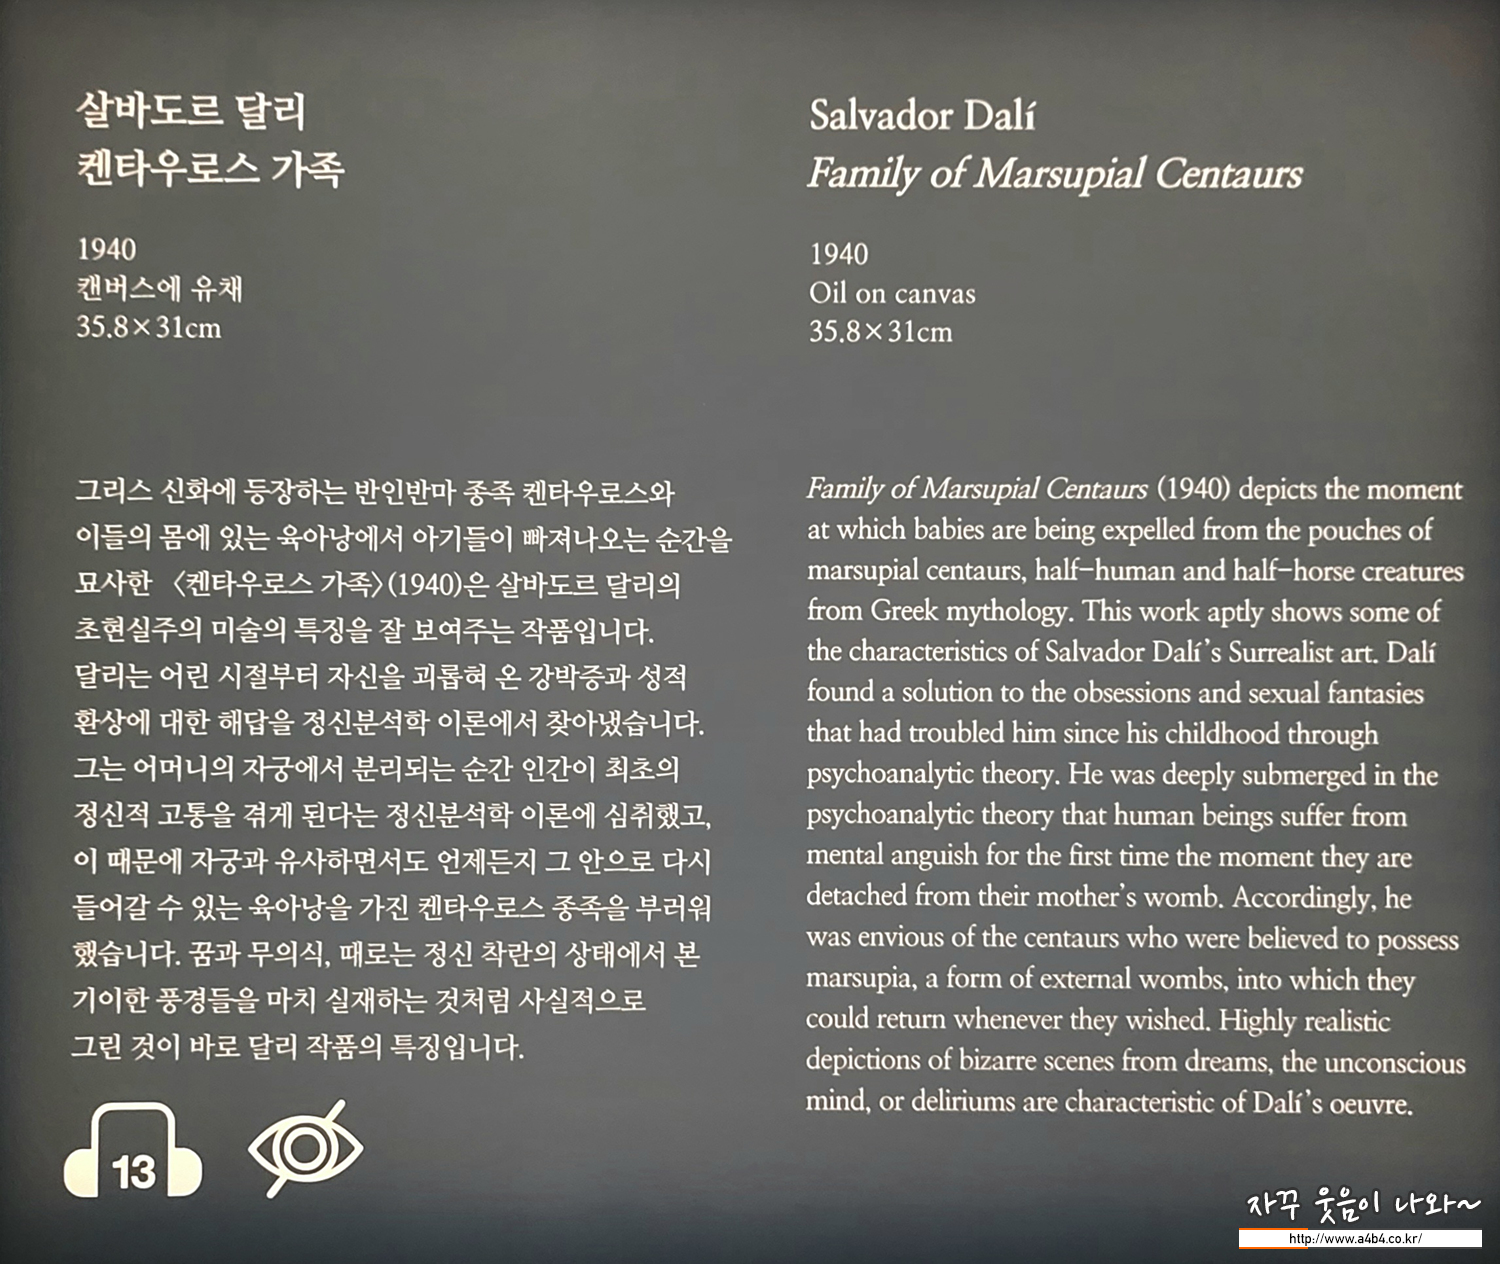 살바도르 달리
켄타우로스 가족
1940
캔버스에 유채
35.8×31cm
그리스 신화에 등장하는 반인반마 종족 켄타우로스와
이들의 몸에 있는 육아낭에서 아기들이 빠져나오는 순간을
묘사한 〈켄타우로스 가족〉(1940)은 살바도르 달리의
초현실주의 미술의 특징을 잘 보여주는 작품입니다.
달리는 어린 시절부터 자신을 괴롭혀 온 강박증과 성적
환상에 대한 해답을 정신분석학 이론에서 찾아냈습니다.
그는 어머니의 자궁에서 분리되는 순간 인간이 최초의
정신적 고통을 겪게 된다는 정신분석학 이론에 심취했고,
이 때문에 자궁과 유사하면서도 언제든지 그 안으로 다시
들어갈 수 있는 육아낭을 가진 켄타우로스 종족을 부러워
했습니다. 꿈과 무의식, 때로는 정신 착란의 상태에서 본
기이한 풍경들을 마치 실재하는 것처럼 사실적으로
그린 것이 바로 달리 작품의 특징입니다.
13
Salvador Dalí
Family of Marsupial Centaurs
1940
Oil on canvas
35.8×31cm
Family of Marsupial Centaurs (1940) depicts the moment
at which babies are being expelled from the pouches of
marsupial centaurs, half-human and half-horse creatures
from Greek mythology. This work aptly shows some of
the characteristics of Salvador Dalí's Surrealist art. Dalí
found a solution to the obsessions and sexual fantasies
that had troubled him since his childhood through
psychoanalytic theory. He was deeply submerged in the
psychoanalytic theory that human beings suffer from
mental anguish for the first time the moment they are
detached from their mother's womb. Accordingly, he
was envious of the centaurs who were believed to possess
marsupia, a form of external wombs, into which they
could return whenever they wished. Highly realistic
depictions of bizarre scenes from dreams, the unconscious
mind, or deliriums are characteristic of Dalí's oeuvre.
자꾸 웃음이 나와~
http://www.a4b4.co.kr/